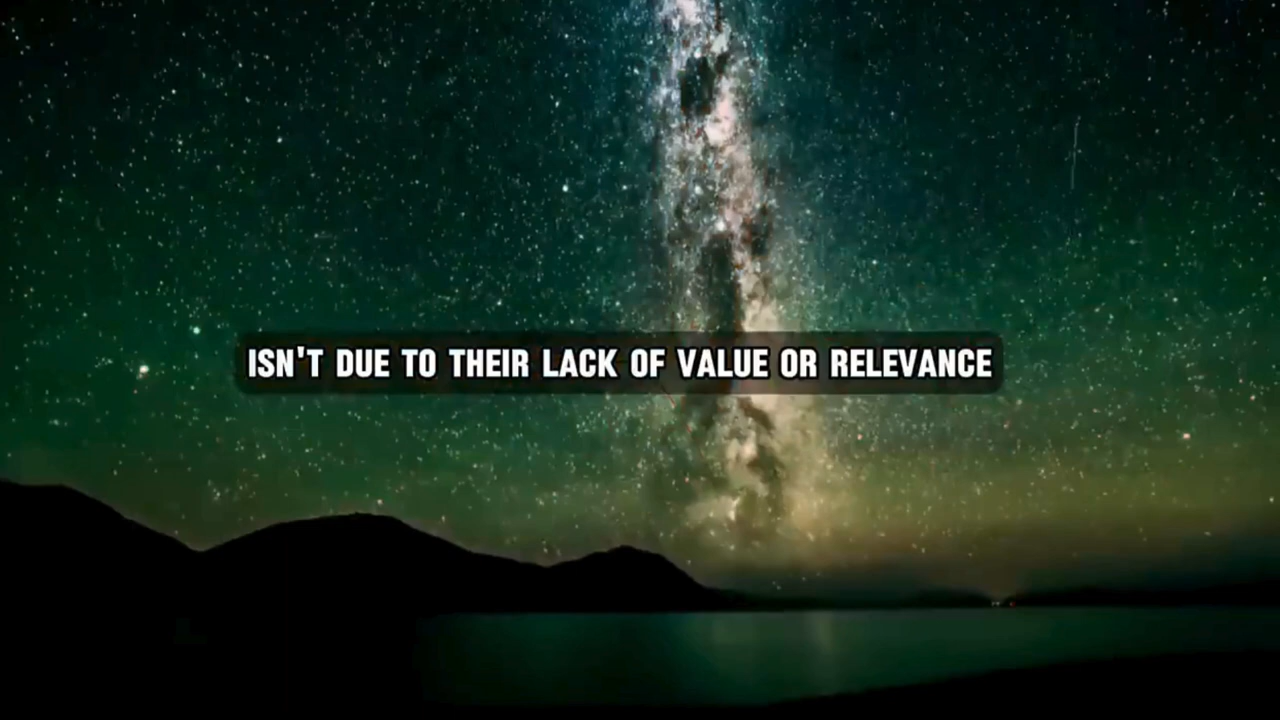 ISN'T DUE TO THEIR LACK OF VALUE OR RELEVANCE